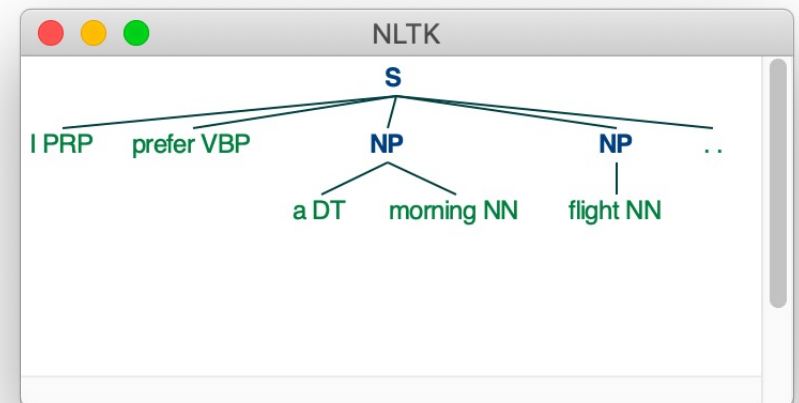 NLTK
S
I PRP prefer VBP NP NP . .
a DT morning NN flight NN